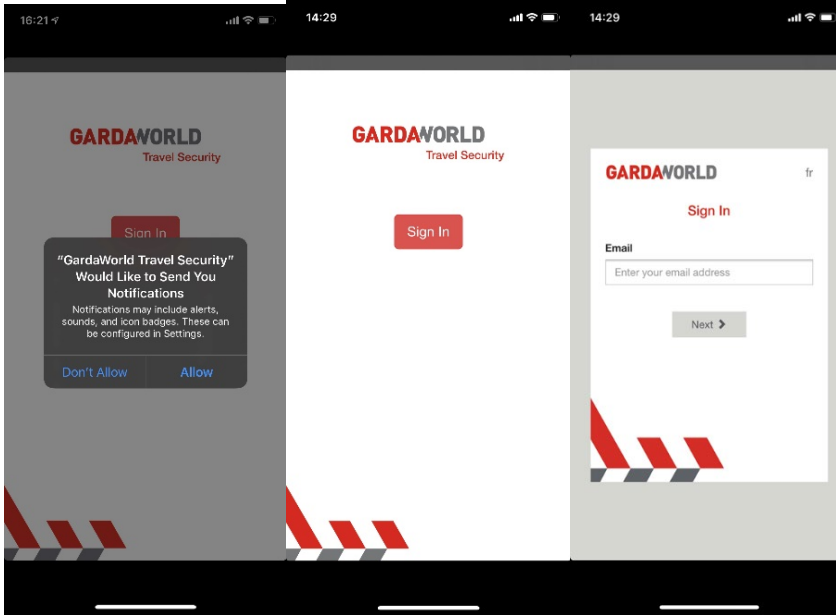 16:21
GARDAWORLD
Travel Security
Sign In
"GardaWorld Travel Security"
Would Like to Send You
Notifications
Notifications may include alerts,
sounds, and icon badges. These can
be configured in Settings.
Don't Allow
Allow
14:29
GARDAWORLD
Travel Security
Sign In
14:29
GARDAWORLD
fr
Sign In
Email
Enter your email address
Next